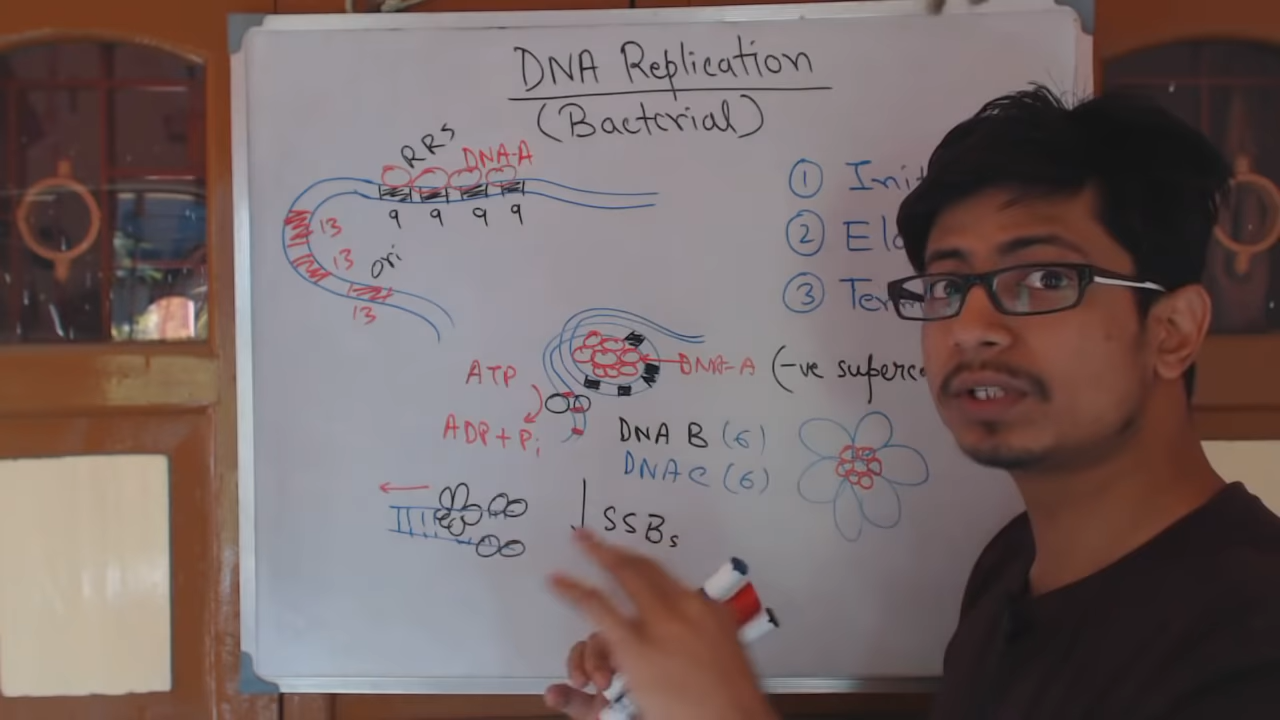 DNA Replication
(Bacterial)
RRS
DNA-A
9 9 9 9
13
13
13
ori
1
2
3
ATP
ADP + Pi
DNA-A (-ve
DNA B (6)
DNA C (6)
SSBs